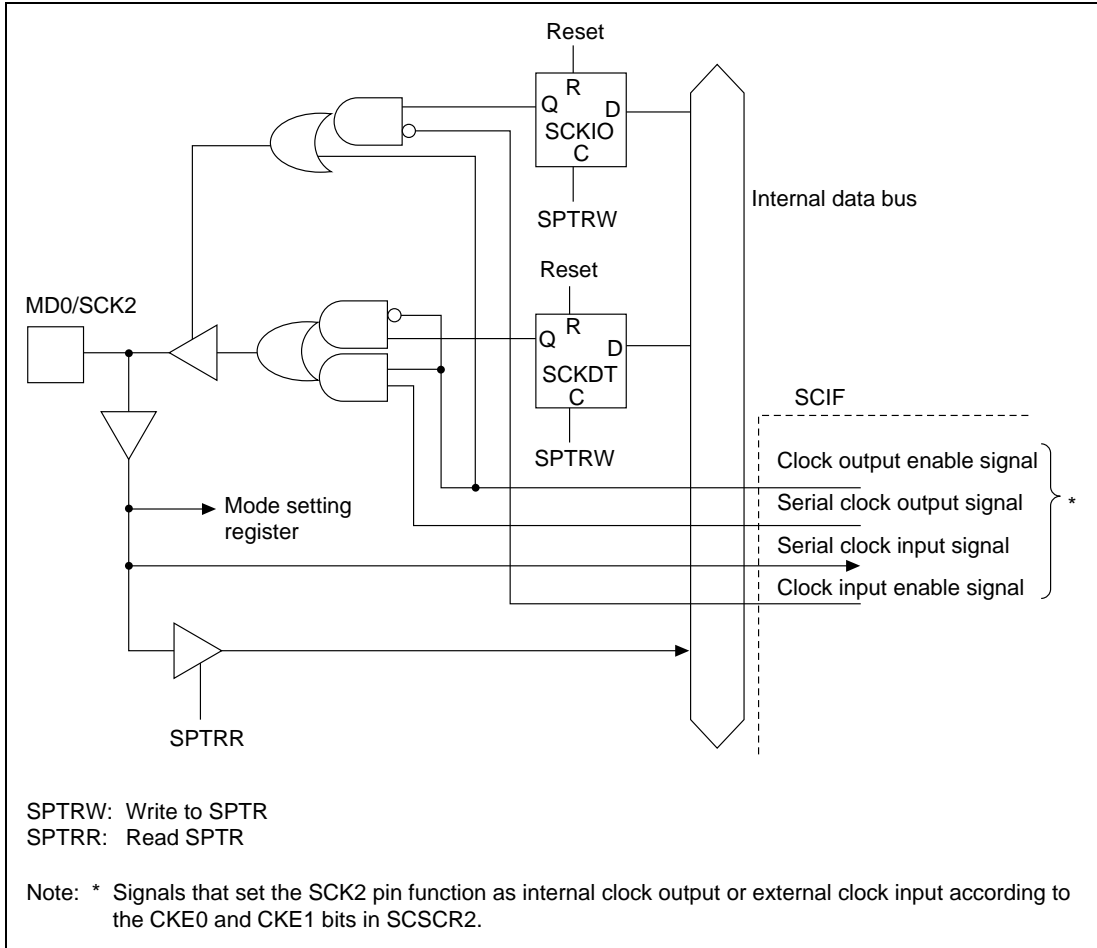 Reset
R
Q
D
SCKIO
C
SPTRW
Internal data bus
Reset
MD0/SCK2
R
Q
D
SCKDT
C
SCIF
SPTRW
Clock output enable signal
Serial clock output signal
*
Mode setting
register
Serial clock input signal
Clock input enable signal
SPTRR
SPTRW: Write to SPTR
SPTRR: Read SPTR
Note: * Signals that set the SCK2 pin function as internal clock output or external clock input according to
the CKE0 and CKE1 bits in SCSCR2.